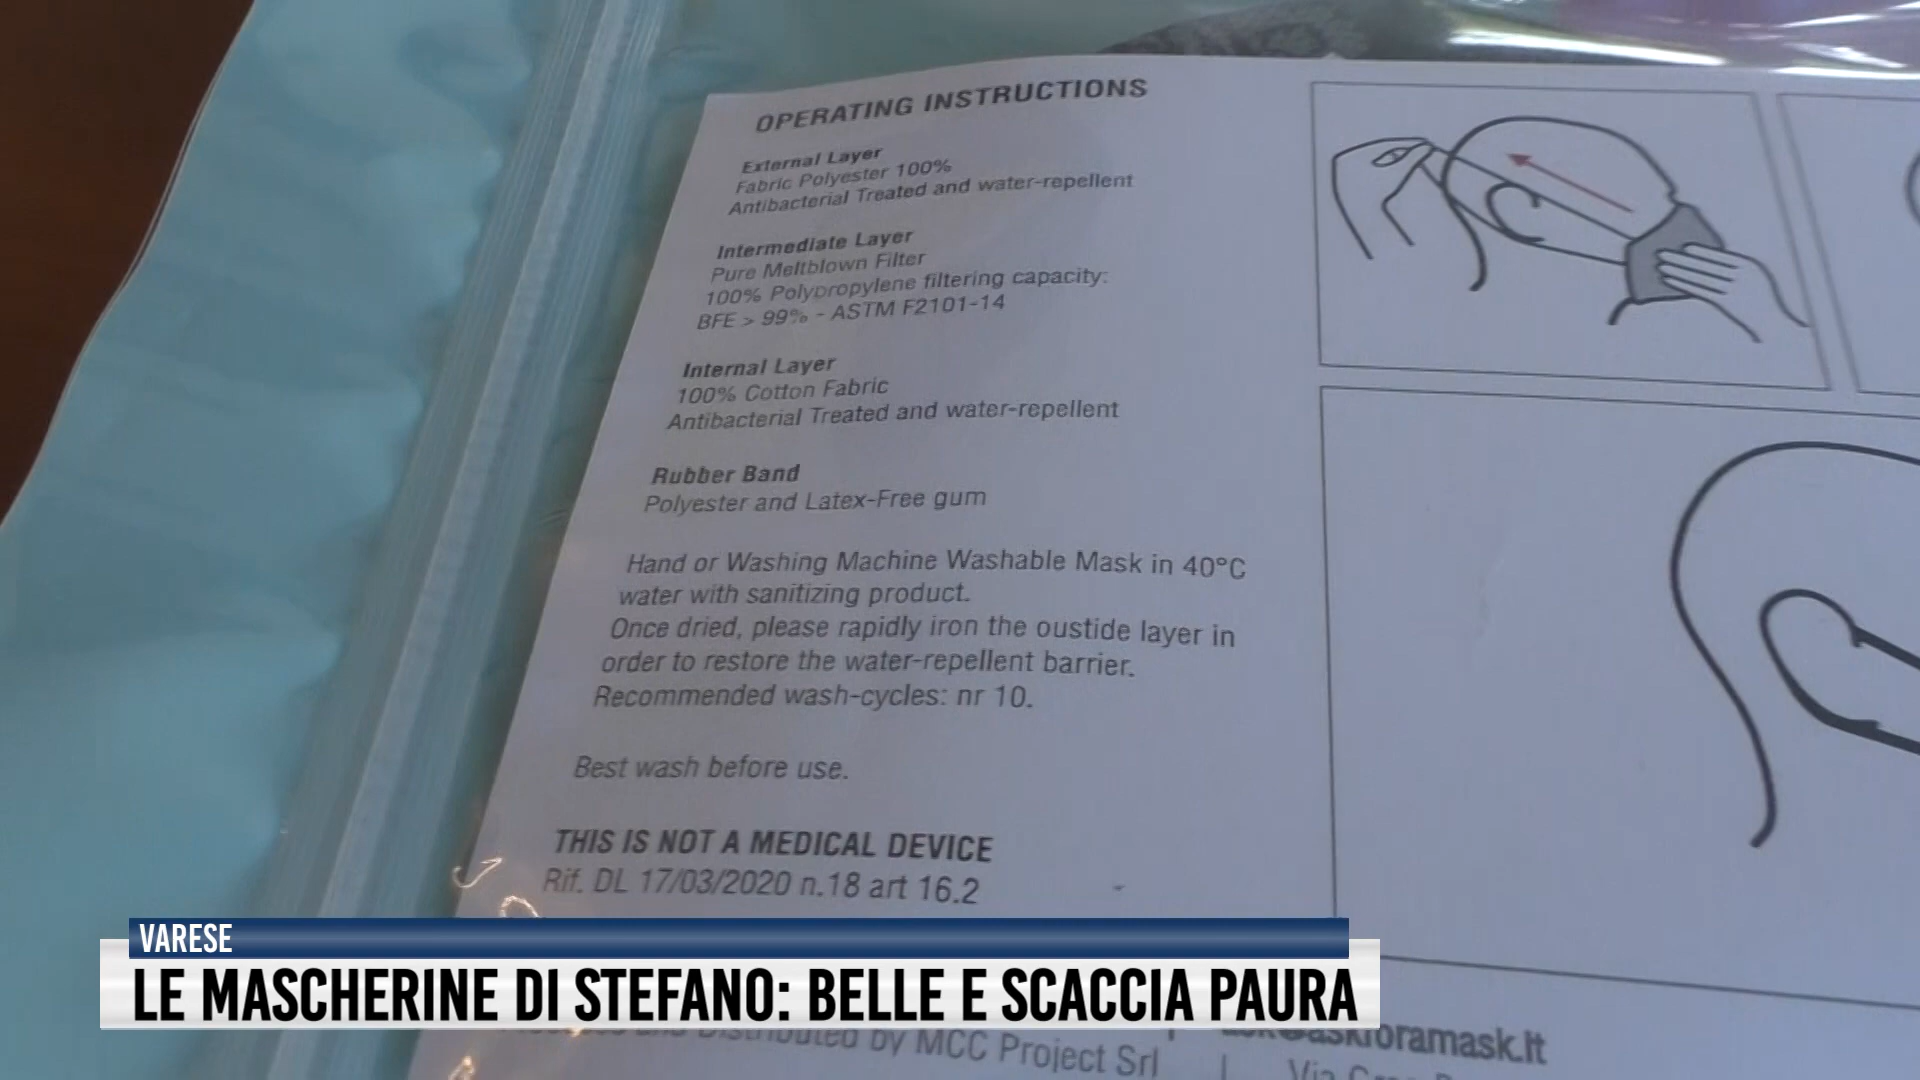 OPERATING INSTRUCTIONS
External Layer
Fabric Polyester 100%
Antibacterial Treated and water-repellent
Intermediate Layer
Pure Meltblown Filter
100% Polypropylene filtering capacity:
BFE > 99% - ASTM F2101-14
Internal Layer
100% Cotton Fabric
Antibacterial Treated and water-repellent
Rubber Band
Polyester and Latex-Free gum
Hand or Washing Machine Washable Mask in 40°C
water with sanitizing product.
Once dried, please rapidly iron the oustide layer in
order to restore the water-repellent barrier.
Recommended wash-cycles: nr 10.
Best wash before use.
THIS IS NOT A MEDICAL DEVICE
Rif. DL 17/03/2020 n.18 art 16.2
VARESE
LE MASCHERINE DI STEFANO: BELLE E SCACCIA PAURA
Distributed by MCC Project Srl
askforamask.it
Via